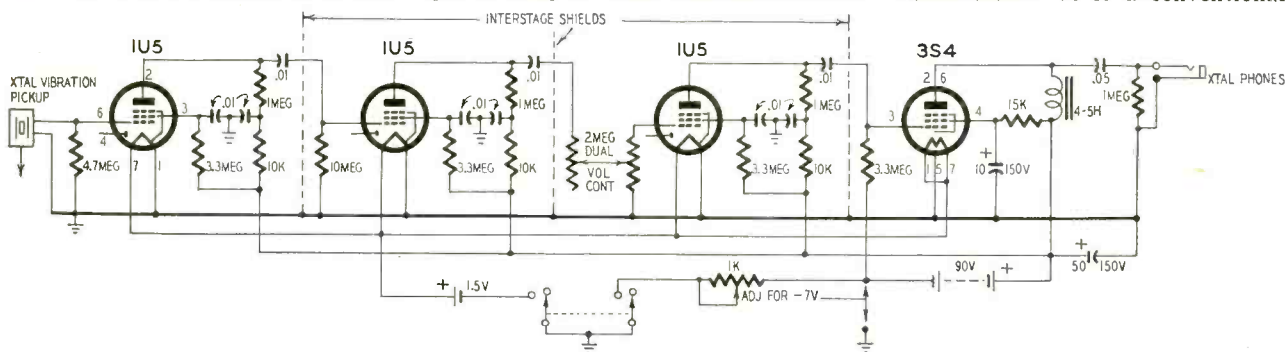 A CONVENTIONAL
INTERSTAGE SHIELDS
1U5
1U5
1U5
3S4
XTAL VIBRATION
PICKUP
2
6
3
4
7
1
.01
.01
1MEG
4.7MEG
3.3MEG
10K
10MEG
.01
.01
1MEG
3.3MEG
10K
2MEG
DUAL
VOL
CONT
.01
.01
1MEG
3.3MEG
10K
3.3MEG
2 6
3
4
1 5 7
15K
4-5H
.05
1MEG
XTAL PHONES
+
10
150V
+
50
150V
+
1.5V
1K
ADJ FOR -7V
90V
+